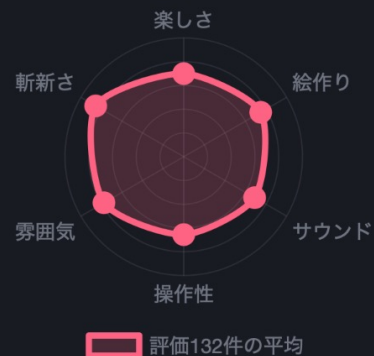 楽しさ
斬新さ
絵作り
雰囲気
サウンド
操作性
評価132件の平均